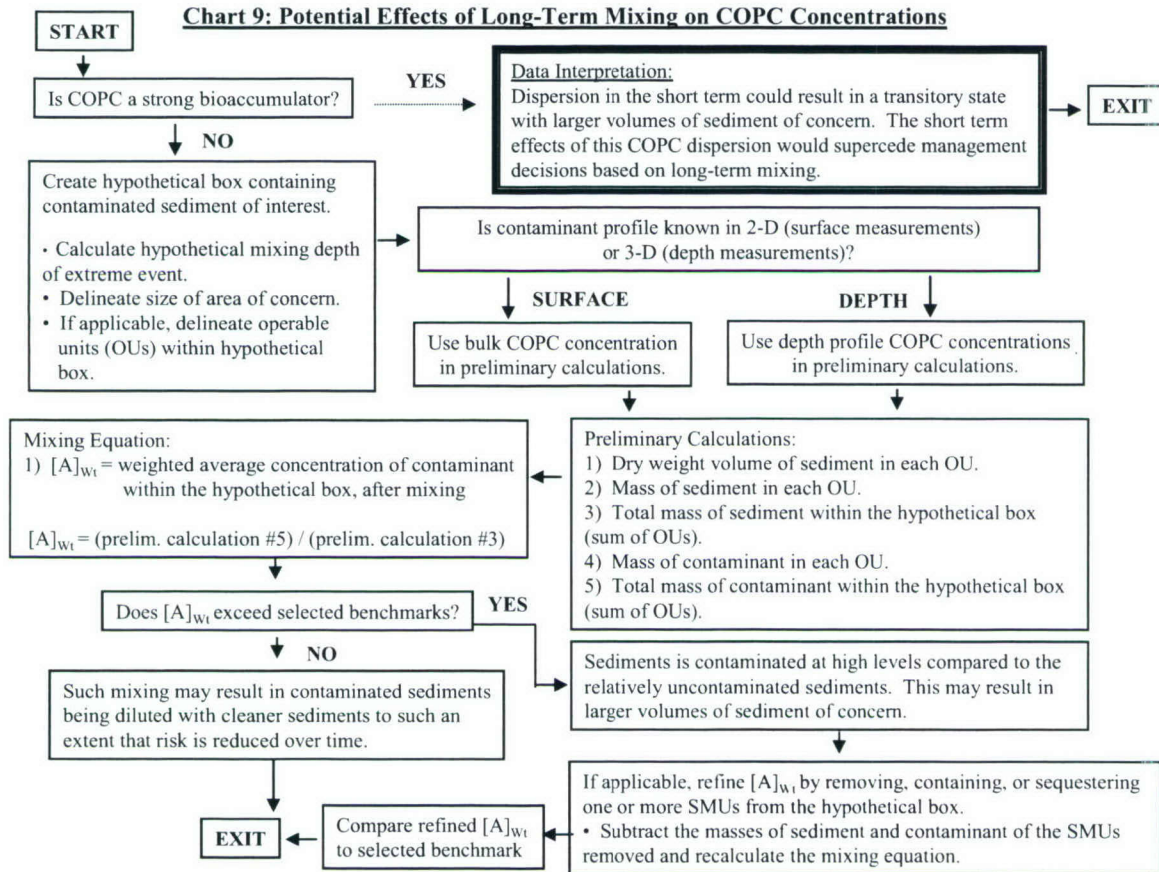 Chart 9: Potential Effects of Long-Term Mixing on COPC Concentrations
START
Is COPC a strong bioaccumulator?
YES
Data Interpretation:
Dispersion in the short term could result in a transitory state
with larger volumes of sediment of concern. The short term
effects of this COPC dispersion would supercede management
decisions based on long-term mixing.
EXIT
NO
Create hypothetical box containing
contaminated sediment of interest.
· Calculate hypothetical mixing depth
of extreme event.
• Delineate size of area of concern.
• If applicable, delineate operable
units (OUs) within hypothetical
box.
Is contaminant profile known in 2-D (surface measurements)
or 3-D (depth measurements)?
SURFACE
DEPTH
Use bulk COPC concentration
in preliminary calculations.
Use depth profile COPC concentrations
in preliminary calculations.
Preliminary Calculations:
1) Dry weight volume of sediment in each OU.
2) Mass of sediment in each OU.
3) Total mass of sediment within the hypothetical box
(sum of OUs).
4) Mass of contaminant in each OU.
5) Total mass of contaminant within the hypothetical box
(sum of OUs).
Mixing Equation:
1) [A]Wt = weighted average concentration of contaminant
within the hypothetical box, after mixing
[A]Wt = (prelim. calculation #5) / (prelim. calculation #3)
Does [A]Wt exceed selected benchmarks?
YES
NO
Such mixing may result in contaminated sediments
being diluted with cleaner sediments to such an
extent that risk is reduced over time.
Sediments is contaminated at high levels compared to the
relatively uncontaminated sediments. This may result in
larger volumes of sediment of concern.
If applicable, refine [A]Wt by removing, containing, or sequestering
one or more SMUs from the hypothetical box.
• Subtract the masses of sediment and contaminant of the SMUs
removed and recalculate the mixing equation.
Compare refined [A]Wt
to selected benchmark
EXIT